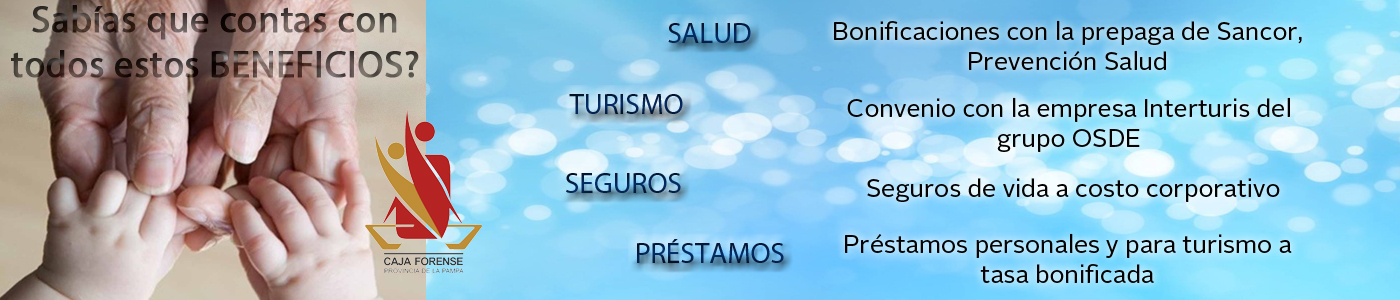 Sabías que contas con
todos estos BENEFICIOS?
CAJA FORENSE
PROVINCIA DE LA PAMPA
SALUD
Bonificaciones con la prepaga de Sancor,
Prevención Salud
TURISMO
Convenio con la empresa Interturis del
grupo OSDE
SEGUROS
Seguros de vida a costo corporativo
PRÉSTAMOS
Préstamos personales y para turismo a
tasa bonificada